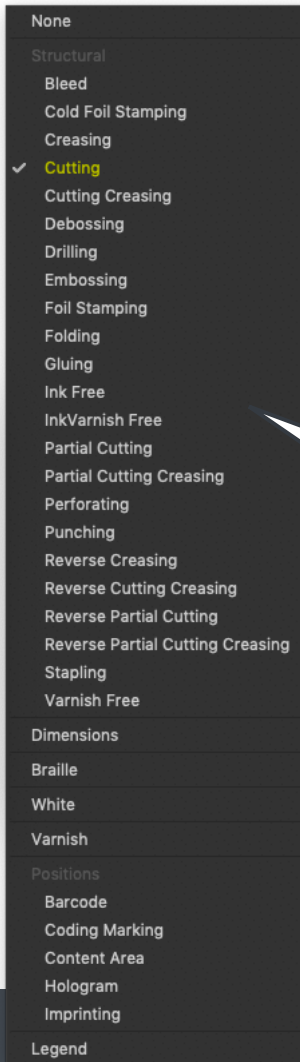 None
Structural
Bleed
Cold Foil Stamping
Creasing
Cutting
Cutting Creasing
Debossing
Drilling
Embossing
Foil Stamping
Folding
Gluing
Ink Free
InkVarnish Free
Partial Cutting
Partial Cutting Creasing
Perforating
Punching
Reverse Creasing
Reverse Cutting Creasing
Reverse Partial Cutting
Reverse Partial Cutting Creasing
Stapling
Varnish Free
Dimensions
Braille
White
Varnish
Positions
Barcode
Coding Marking
Content Area
Hologram
Imprinting
Legend